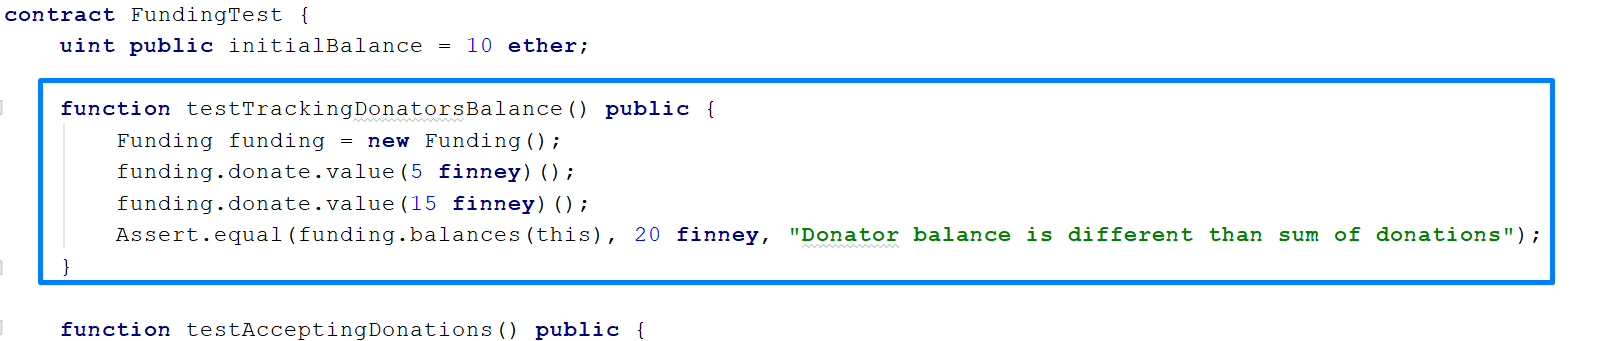 contract FundingTest {
uint public initialBalance = 10 ether;
function testTrackingDonatorsBalance() public {
Funding funding = new Funding();
funding.donate.value(5 finney)();
funding.donate.value(15 finney)();
Assert.equal(funding.balances(this), 20 finney, "Donator balance is different than sum of donations");
}
function testAcceptingDonations() public {